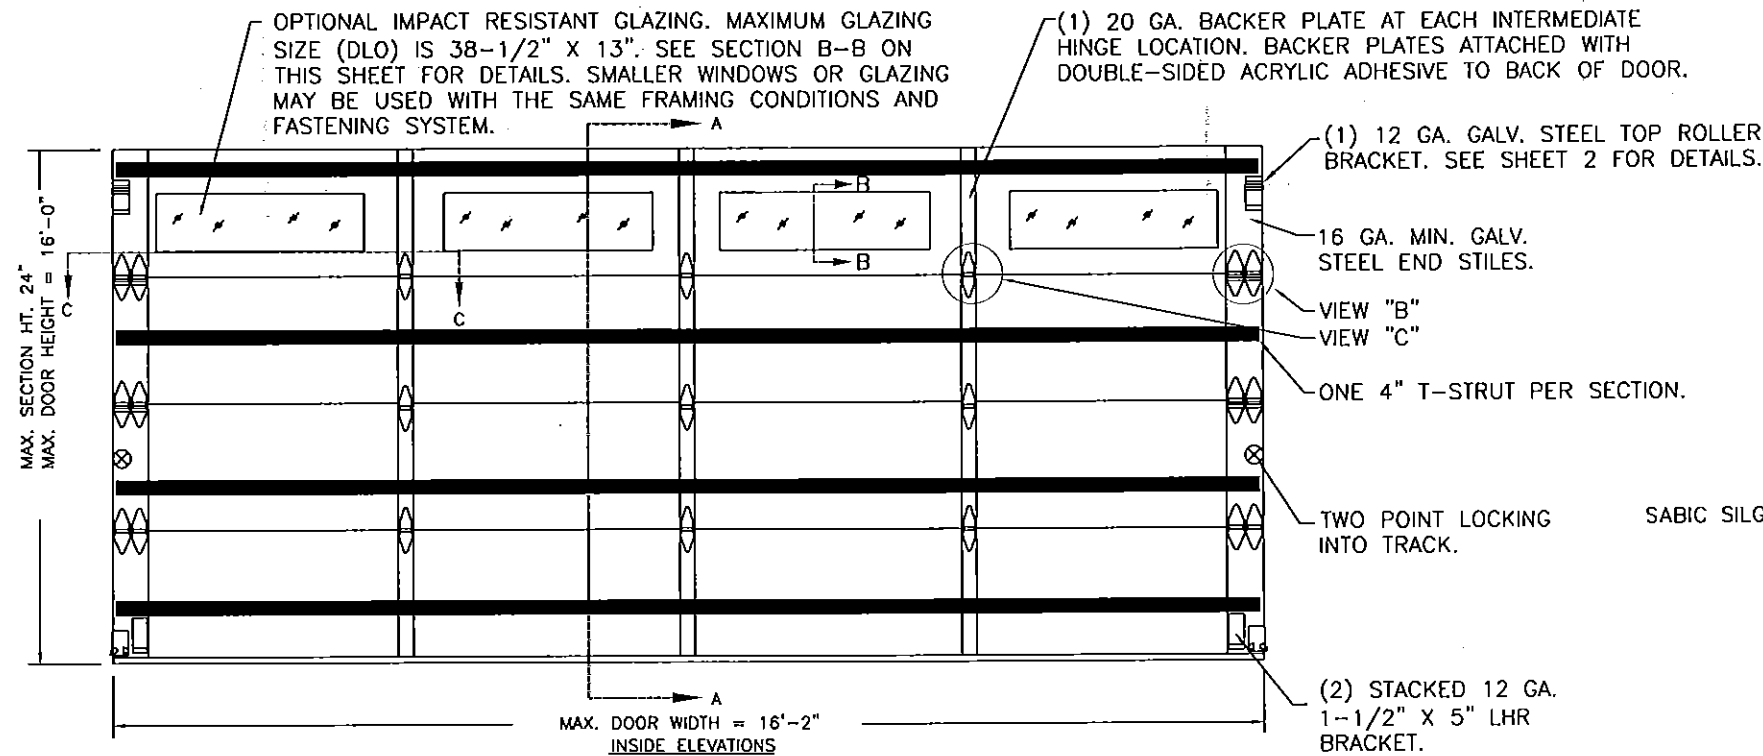 OPTIONAL IMPACT RESISTANT GLAZING. MAXIMUM GLAZING
SIZE (DLO) IS 38-1/2" X 13". SEE SECTION B-B ON
THIS SHEET FOR DETAILS. SMALLER WINDOWS OR GLAZING
MAY BE USED WITH THE SAME FRAMING CONDITIONS AND
FASTENING SYSTEM.
(1) 20 GA. BACKER PLATE AT EACH INTERMEDIATE
HINGE LOCATION. BACKER PLATES ATTACHED WITH
DOUBLE-SIDED ACRYLIC ADHESIVE TO BACK OF DOOR.
A
(1) 12 GA. GALV. STEEL TOP ROLLER
BRACKET. SEE SHEET 2 FOR DETAILS.
B
B
16 GA. MIN. GALV.
STEEL END STILES.
C
C
VIEW "B"
VIEW "C"
MAX. SECTION HT. 24"
MAX. DOOR HEIGHT = 16'-0"
ONE 4" T-STRUT PER SECTION.
TWO POINT LOCKING
INTO TRACK.
SABIC SILG
A
(2) STACKED 12 GA.
1-1/2" X 5" LHR
BRACKET.
MAX. DOOR WIDTH = 16'-2"
INSIDE ELEVATIONS